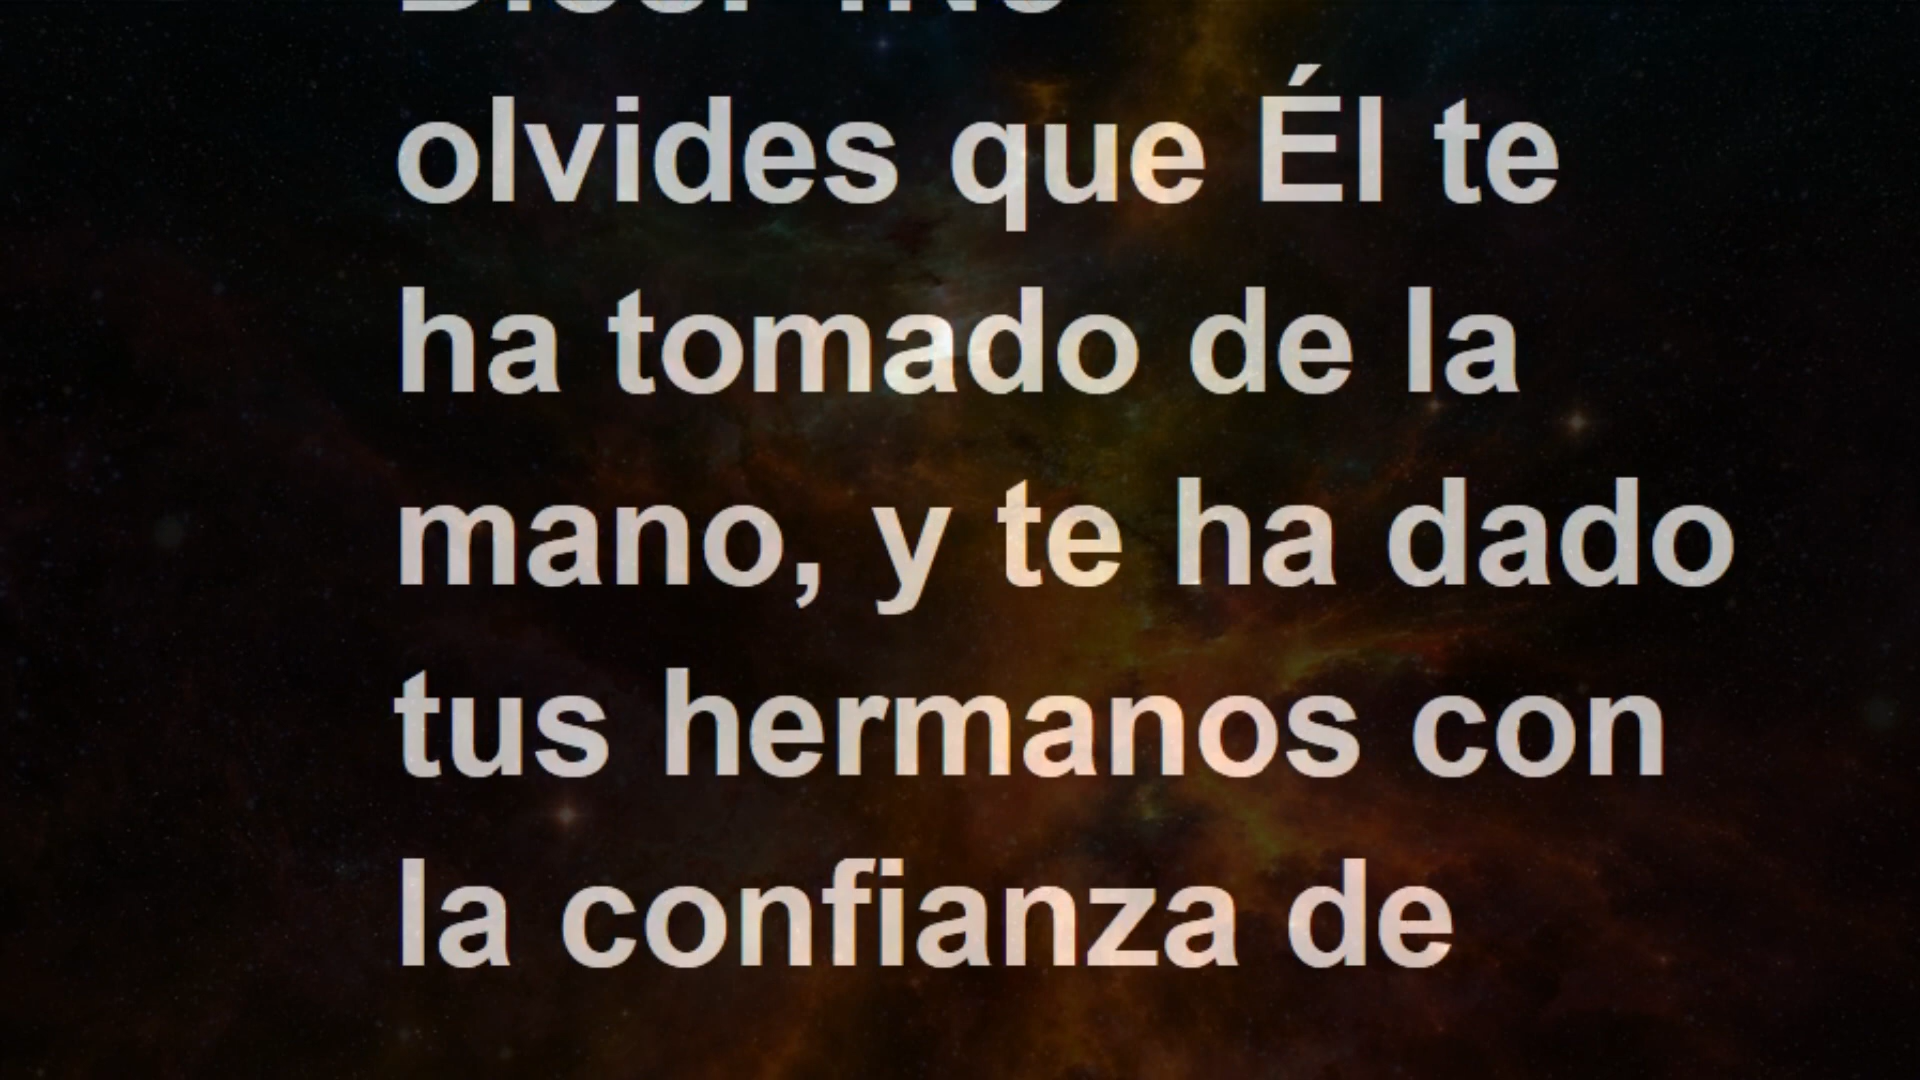 olvides que Él te
ha tomado de la
mano, y te ha dado
tus hermanos con
la confianza de